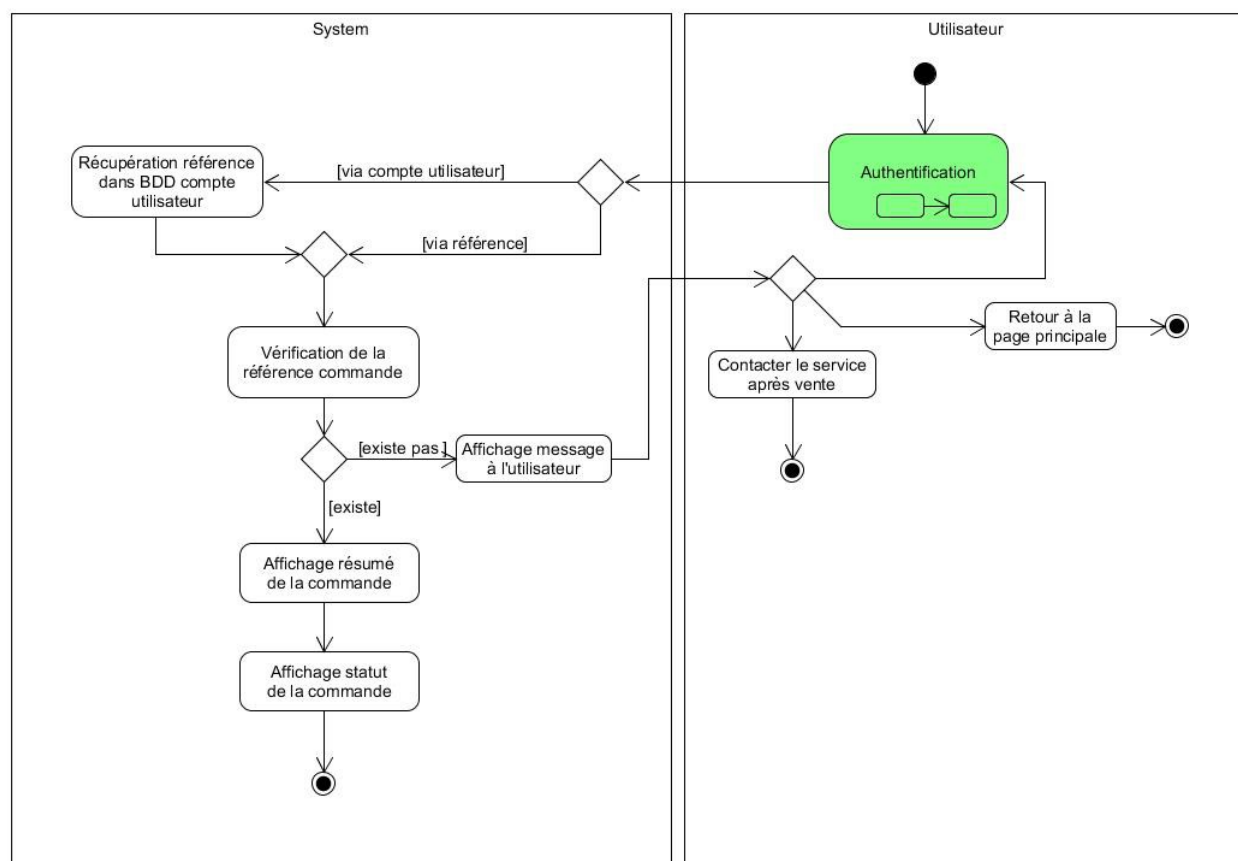 System
Utilisateur
Récupération référence
dans BDD compte
utilisateur
[via compte utilisateur]
Authentification
[via référence]
Vérification de la
référence commande
Retour à la
page principale
Contacter le service
après vente
[existe pas ]
Affichage message
à l'utilisateur
[existe]
Affichage résumé
de la commande
Affichage statut
de la commande